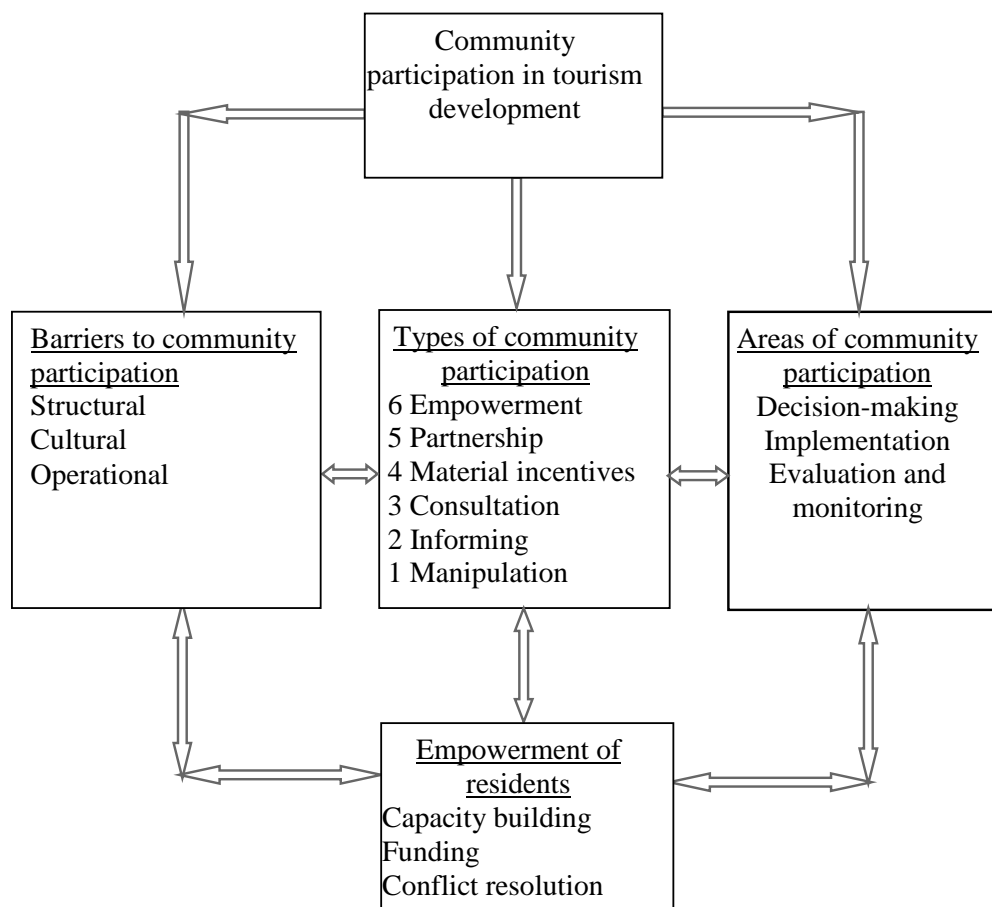 Community
participation in tourism
development
Barriers to community
participation
Structural
Cultural
Operational
Types of community
participation
6 Empowerment
5 Partnership
4 Material incentives
3 Consultation
2 Informing
1 Manipulation
Areas of community
participation
Decision-making
Implementation
Evaluation and
monitoring
Empowerment of
residents
Capacity building
Funding
Conflict resolution